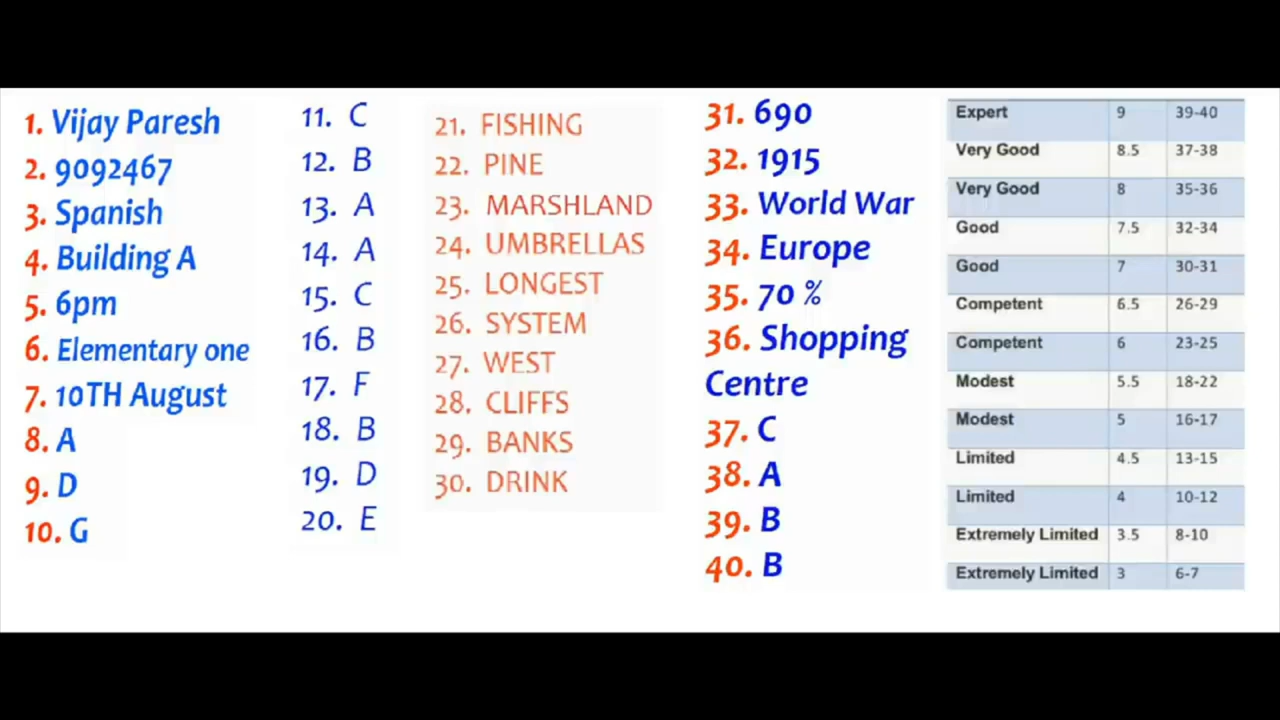 1. Vijay Paresh
2. 9092467
3. Spanish
4. Building A
5. 6pm
6. Elementary one
7. 10TH August
8. A
9. D
10. G
11. C
12. B
13. A
14. A
15. C
16. B
17. F
18. B
19. D
20. E
21. FISHING
22. PINE
23. MARSHLAND
24. UMBRELLAS
25. LONGEST
26. SYSTEM
27. WEST
28. CLIFFS
29. BANKS
30. DRINK
31. 690
32. 1915
33. World War
34. Europe
35. 70 %
36. Shopping
Centre
37. C
38. A
39. B
40. B
Expert 9 39-40
Very Good 8.5 37-38
Very Good 8 35-36
Good 7.5 32-34
Good 7 30-31
Competent 6.5 26-29
Competent 6 23-25
Modest 5.5 18-22
Modest 5 16-17
Limited 4.5 13-15
Limited 4 10-12
Extremely Limited 3.5 8-10
Extremely Limited 3 6-7